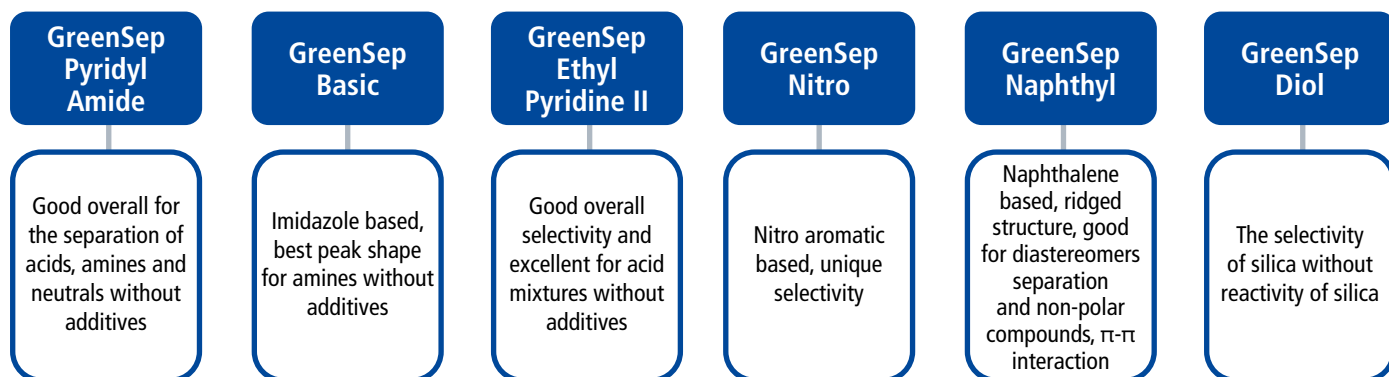 GreenSep
Pyridyl
Amide
Good overall for
the separation of
acids, amines and
neutrals without
additives
GreenSep
Basic
Imidazole based,
best peak shape
for amines without
additives
GreenSep
Ethyl
Pyridine II
Good overall
selectivity and
excellent for acid
mixtures without
additives
GreenSep
Nitro
Nitro aromatic
based, unique
selectivity
GreenSep
Naphthyl
Naphthalene
based, ridged
structure, good
for diastereomers
separation
and non-polar
compounds, π-π
interaction
GreenSep
Diol
The selectivity
of silica without
reactivity of silica